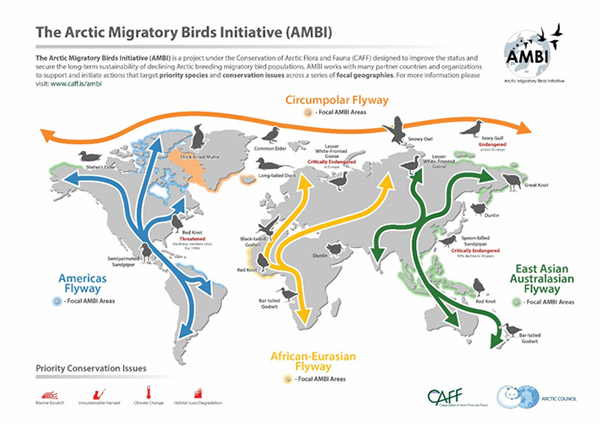 The Arctic Migratory Birds Initiative (AMBI)
The Arctic Migratory Birds Initiative (AMBI) is a project under the Conservation of Arctic Flora and Fauna (CAFF) designed to improve the status and
secure the long-term sustainability of declining Arctic breeding migratory bird populations. AMBI works with many partner countries and organizations
to support and initiate actions that target priority species and conservation issues across a series of focal geographies. For more information please
visit: www.caff.is/ambi
AMBI
Arctic Migratory Birds Initiative
Circumpolar Flyway
- Focal AMBI Areas
Steller's Eider
Thick Billed Murre
Common Eider
Long-tailed Duck
Lesser
White-Fronted
Goose
Critically Endangered
in Europe
Snowy Owl
Ivory Gull
Endangered
Lesser
White-Fronted
Goose
Great Knot
Dunlin
Spoon-billed
Sandpiper
Critically Endangered
Red Knot
Threatened
Semipalmated
Sandpiper
Black-tailed
Godwit
Red Knot
Dunlin
Bar-tailed
Godwit
Red Knot
Bar-tailed
Godwit
Americas
Flyway
- Focal AMBI Areas
East Asian
Australasian
Flyway
- Focal AMBI Areas
African-Eurasian
Flyway
- Focal AMBI Areas
Priority Conservation Issues
Marine Bycatch
Unsustainable Harvest
Climate Change
Habitat Loss/Degradation
CAFF
Conservation of Arctic Flora and Fauna
ARCTIC COUNCIL